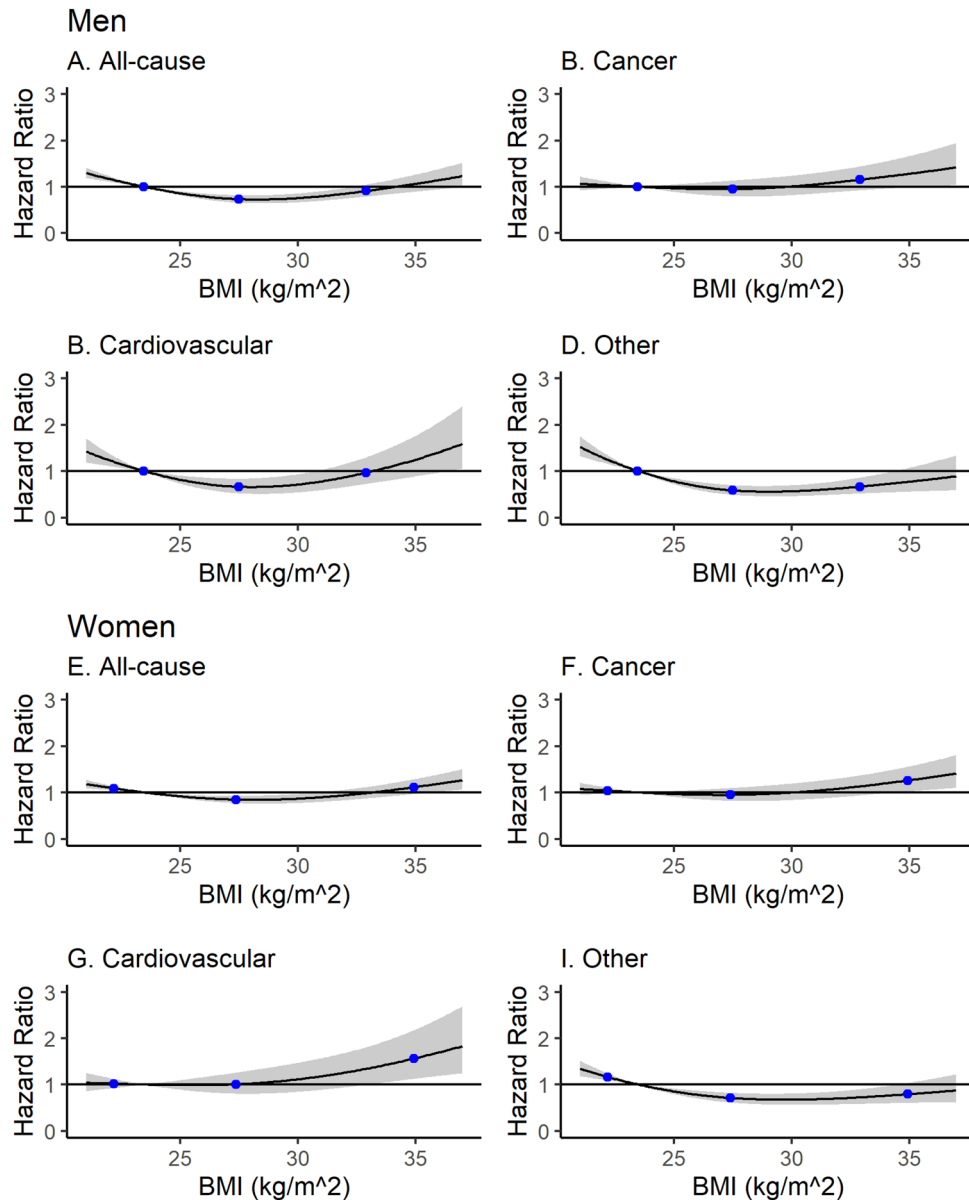 Men
A. All-cause
B. Cancer
Hazard Ratio
3
2
1
0
25 30 35
BMI (kg/m^2)
Hazard Ratio
3
2
1
0
25 30 35
BMI (kg/m^2)
B. Cardiovascular
D. Other
Hazard Ratio
3
2
1
0
25 30 35
BMI (kg/m^2)
Hazard Ratio
3
2
1
0
25 30 35
BMI (kg/m^2)
Women
E. All-cause
F. Cancer
Hazard Ratio
3
2
1
0
25 30 35
BMI (kg/m^2)
Hazard Ratio
3
2
1
0
25 30 35
BMI (kg/m^2)
G. Cardiovascular
I. Other
Hazard Ratio
3
2
1
0
25 30 35
BMI (kg/m^2)
Hazard Ratio
3
2
1
0
25 30 35
BMI (kg/m^2)